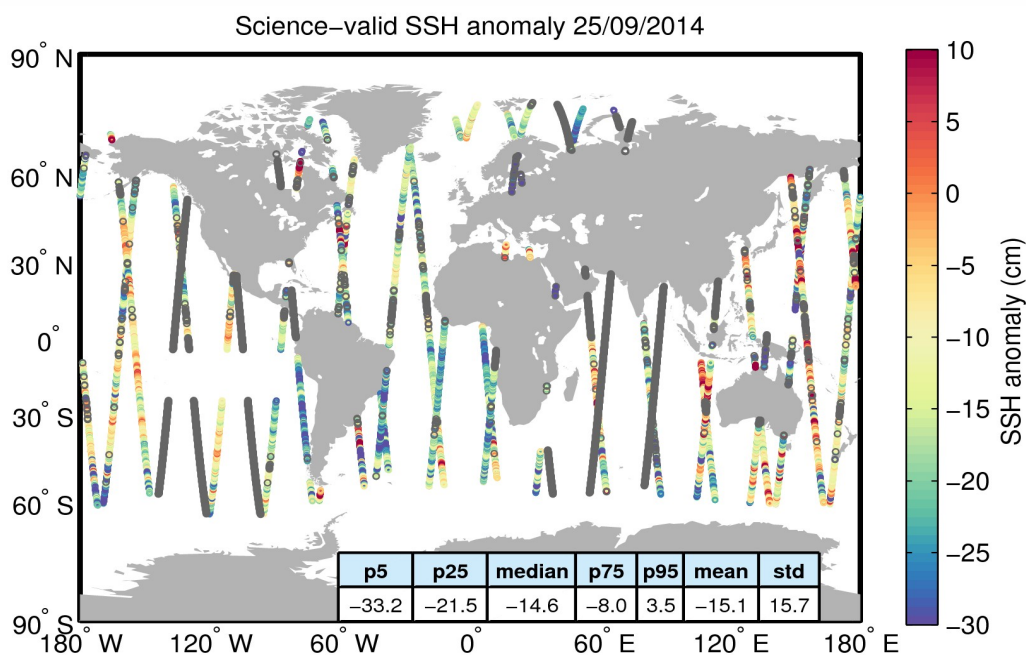 Science−valid SSH anomaly 25/09/2014
90° N
60° N
30° N
0°
30° S
60° S
90° S
180° W
120° W
60° W
0°
60° E
120° E
180° E
p5 p25 median p75 p95 mean std
−33.2 −21.5 −14.6 −8.0 3.5 −15.1 15.7
10
5
0
−5
−10
−15
−20
−25
−30
SSH anomaly (cm)